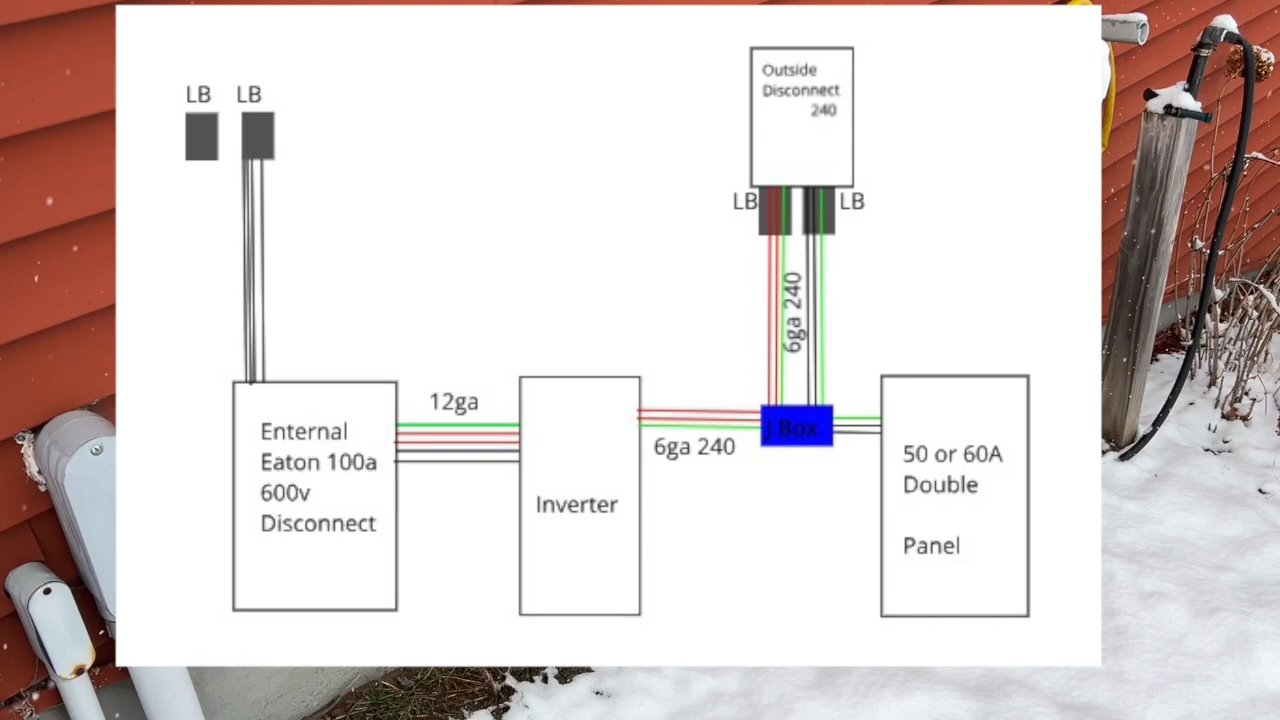 LB LB
Outside
Disconnect
240
LB LB
6ga 240
12ga
Enternal
Eaton 100a
600v
Disconnect
Inverter
6ga 240
J Box
50 or 60A
Double
Panel